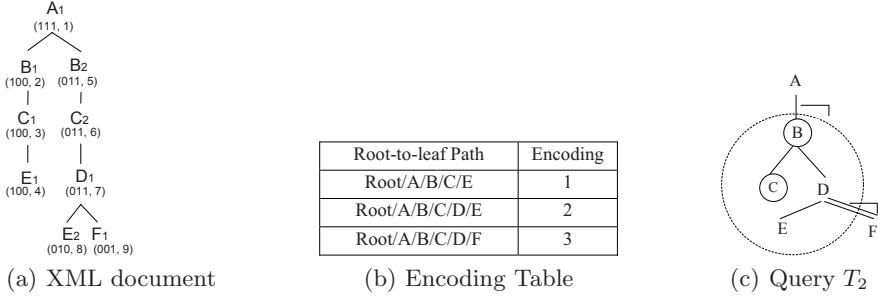 A1
(111, 1)
B1 B2
(100, 2) (011, 5)
C1 C2
(100, 3) (011, 6)
E1 D1
(100, 4) (011, 7)
E2 F1
(010, 8) (001, 9)
(a) XML document
Root-to-leaf Path Encoding
Root/A/B/C/E 1
Root/A/B/C/D/E 2
Root/A/B/C/D/F 3
(b) Encoding Table
A
B
C D
E F
(c) Query T2